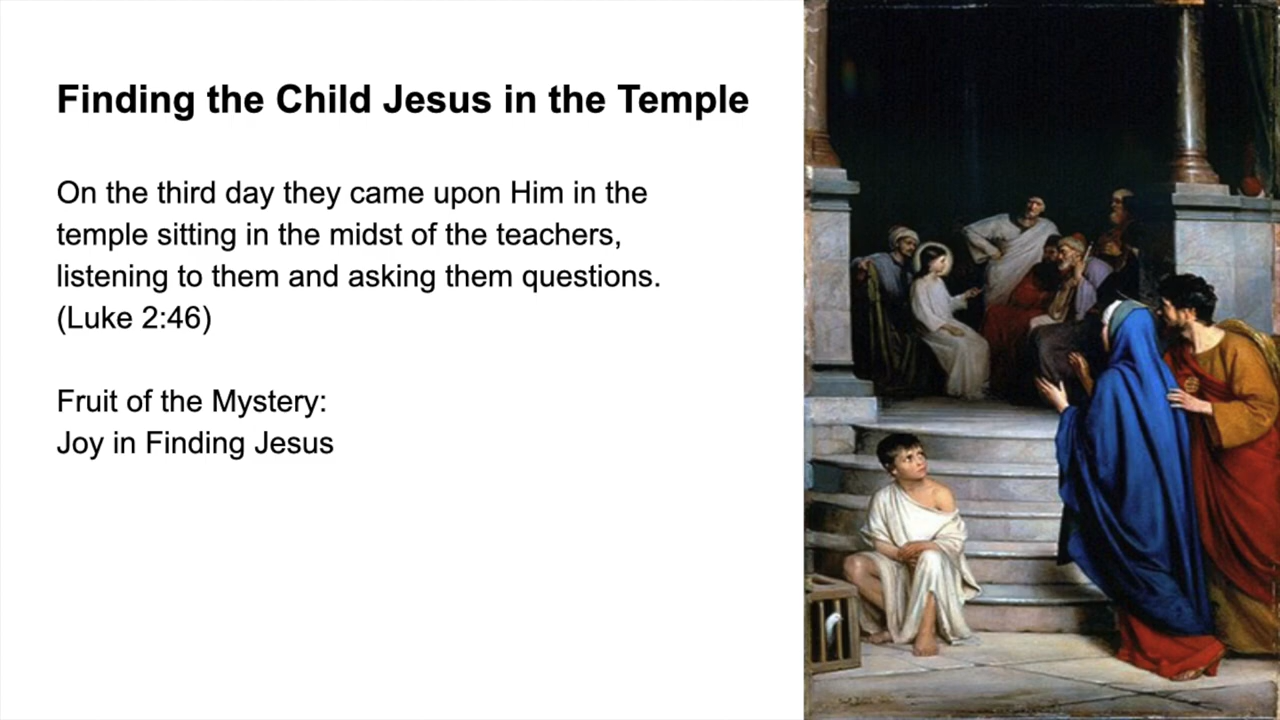 Finding the Child Jesus in the Temple
On the third day they came upon Him in the
temple sitting in the midst of the teachers,
listening to them and asking them questions.
(Luke 2:46)
Fruit of the Mystery:
Joy in Finding Jesus